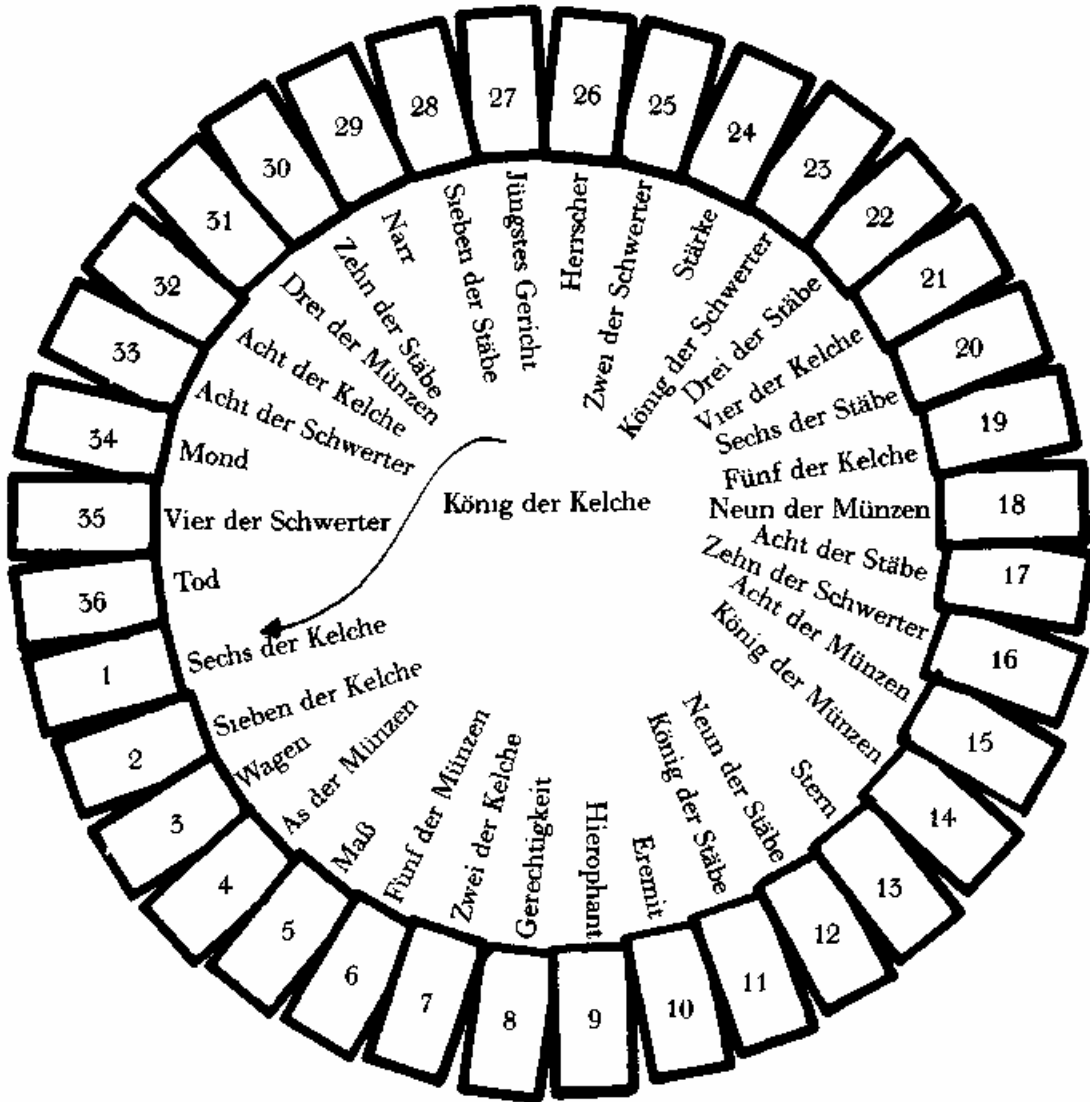 König der Kelche
1
Sechs der Kelche
2
Sieben der Kelche
3
Wagen
4
As der Münzen
5
Maß
6
Fünf der Münzen
7
Zwei der Kelche
8
Gerechtigkeit
9
Hierophant
10
Eremit
11
König der Stäbe
12
Neun der Stäbe
13
Stern
14
König der Münzen
15
Acht der Münzen
16
Zehn der Schwerter
17
Acht der Stäbe
18
Neun der Münzen
19
Fünf der Kelche
20
Sechs der Stäbe
21
Vier der Kelche
22
Drei der Stäbe
23
König der Schwerter
24
Stärke
25
Zwei der Schwerter
26
Herrscher
27
Jüngstes Gericht
28
Sieben der Stäbe
29
Narr
30
Zehn der Stäbe
31
Drei der Münzen
32
Acht der Kelche
33
Acht der Schwerter
34
Mond
35
Vier der Schwerter
36
Tod